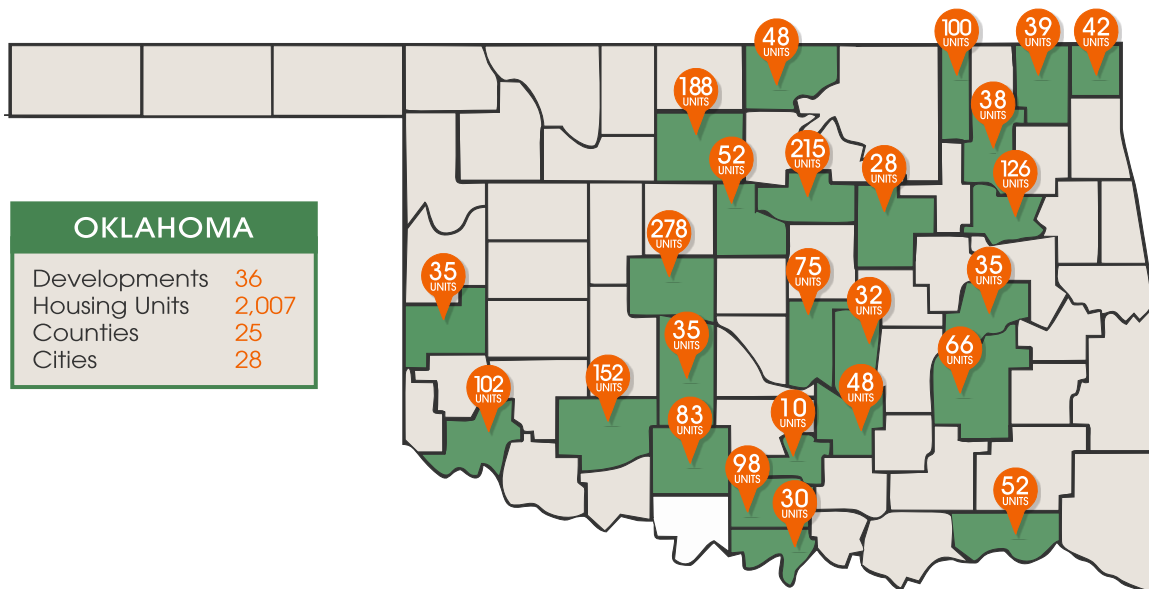 48
UNITS
100
UNITS
39
UNITS
42
UNITS
188
UNITS
38
UNITS
52
UNITS
215
UNITS
28
UNITS
126
UNITS
OKLAHOMA
Developments 36
Housing Units 2,007
Counties 25
Cities 28
278
UNITS
35
UNITS
75
UNITS
35
UNITS
32
UNITS
35
UNITS
66
UNITS
102
UNITS
152
UNITS
48
UNITS
83
UNITS
10
UNITS
98
UNITS
30
UNITS
52
UNITS